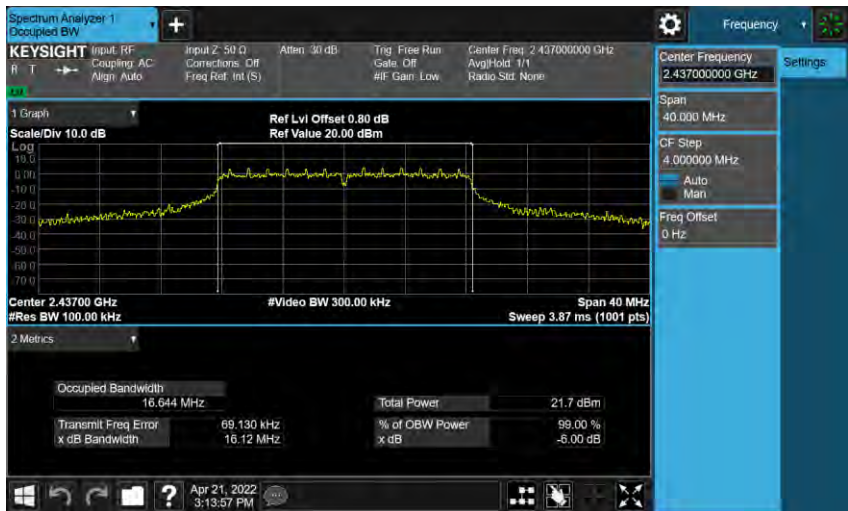 Spectrum Analyzer 1
Occupied BW
Frequency
KEYSIGHT Input: RF Input Z: 50 Ω Atten: 30 dB Trig: Free Run Center Freq: 2.437000000 GHz
R T Coupling: AC Corrections: Off Gate: Off Avg|Hold: 1/1
Align: Auto Freq Ref: Int (S) #IF Gain: Low Radio Std: None
Center Frequency
2.437000000 GHz
Settings
Span
40.000 MHz
CF Step
4.000000 MHz
Auto
Man
Freq Offset
0 Hz
1 Graph
Ref Lvl Offset 0.80 dB
Scale/Div 10.0 dB Ref Value 20.00 dBm
Log
10.0
0.00
-10.0
-20.0
-30.0
-40.0
-50.0
-60.0
-70.0
Center 2.43700 GHz #Video BW 300.00 kHz Span 40 MHz
#Res BW 100.00 kHz Sweep 3.87 ms (1001 pts)
2 Metrics
Occupied Bandwidth
16.644 MHz Total Power 21.7 dBm
Transmit Freq Error 69.130 kHz % of OBW Power 99.00 %
x dB Bandwidth 16.12 MHz x dB -6.00 dB
?
Apr 21, 2022
3:13:57 PM